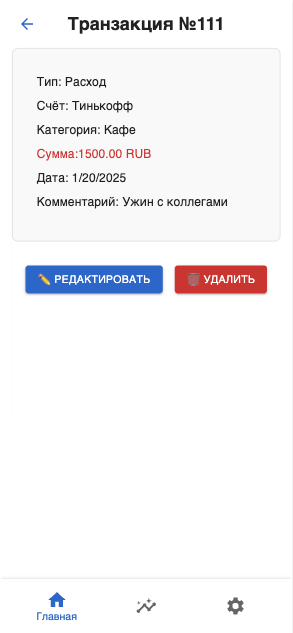 Транзакция №111
Тип: Расход
Счёт: Тинькофф
Категория: Кафе
Сумма:1500.00 RUB
Дата: 1/20/2025
Комментарий: Ужин с коллегами
✏️ РЕДАКТИРОВАТЬ
🗑️ УДАЛИТЬ
Главная